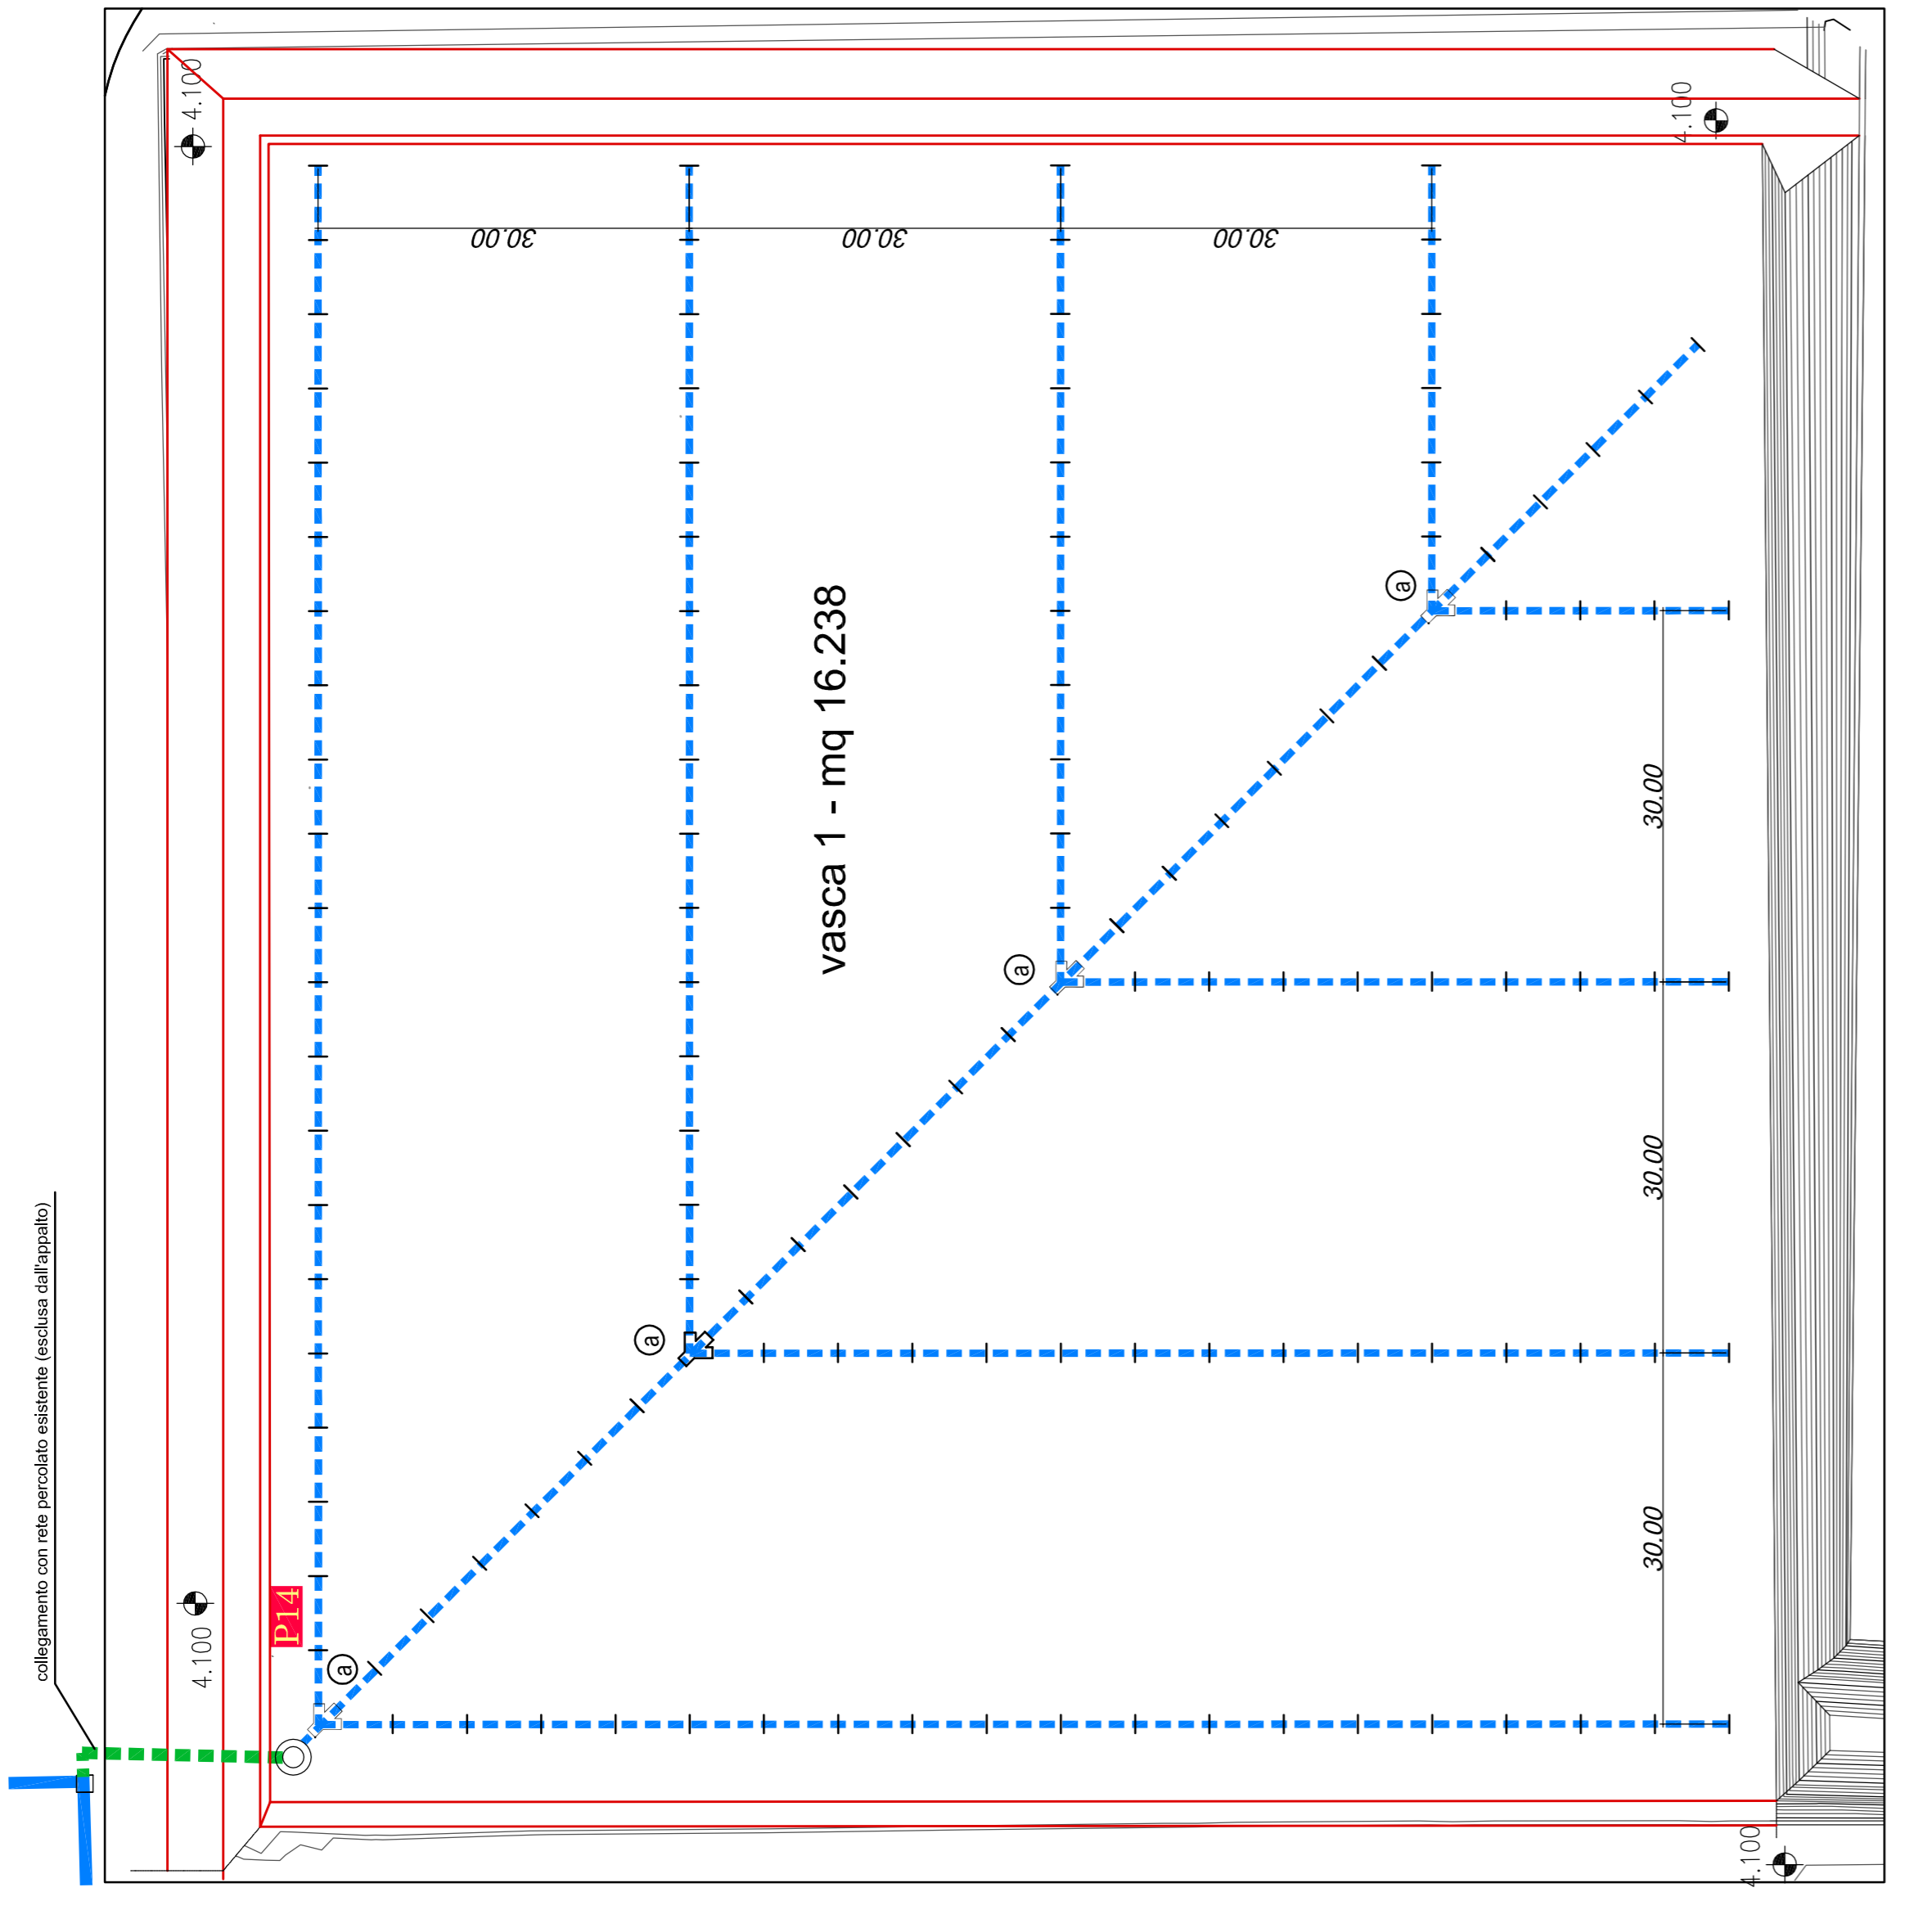 4.100
4.100
30.00
30.00
30.00
a
vasca 1 - mq 16.238
30.00
a
30.00
collegamento con rete percolato esistente (esclusa dall'appalto)
a
30.00
P14
4.100
a
4.100